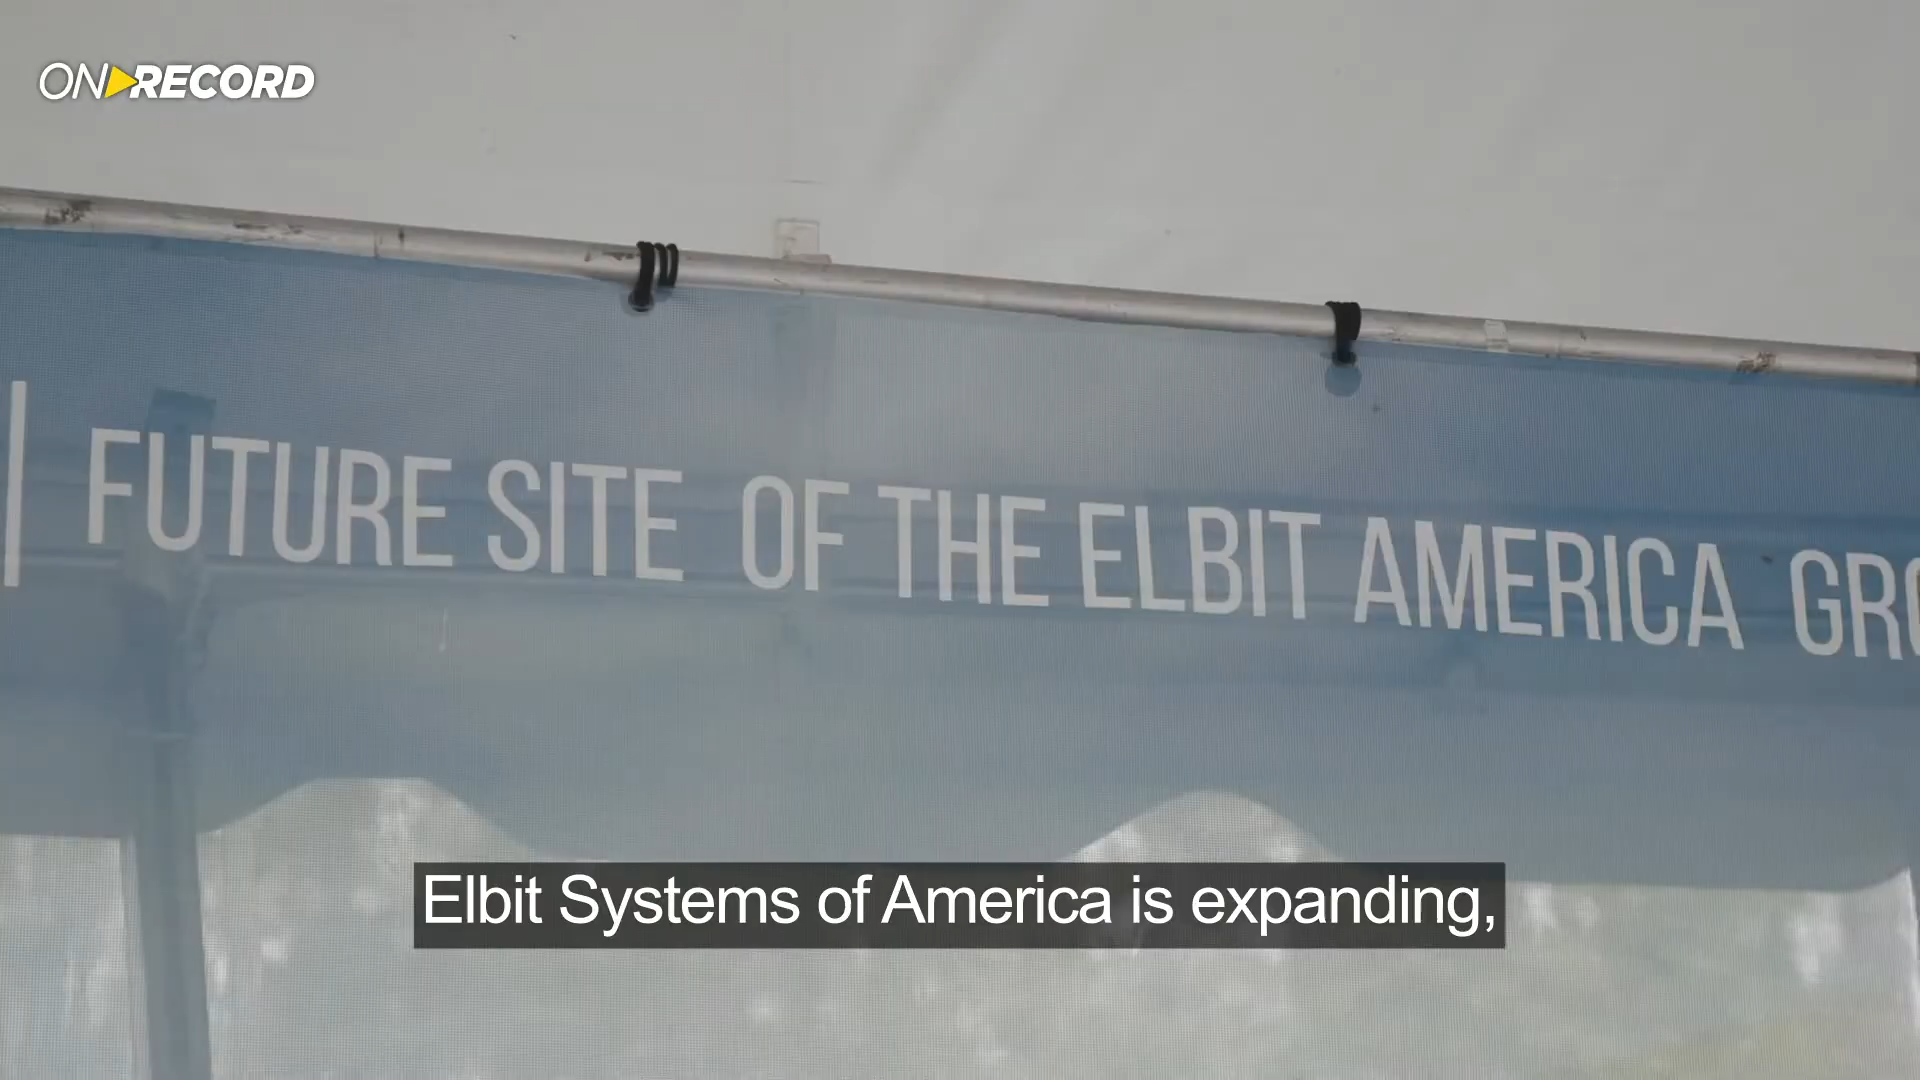 ON RECORD
FUTURE SITE OF THE ELBIT AMERICA
Elbit Systems of America is expanding,